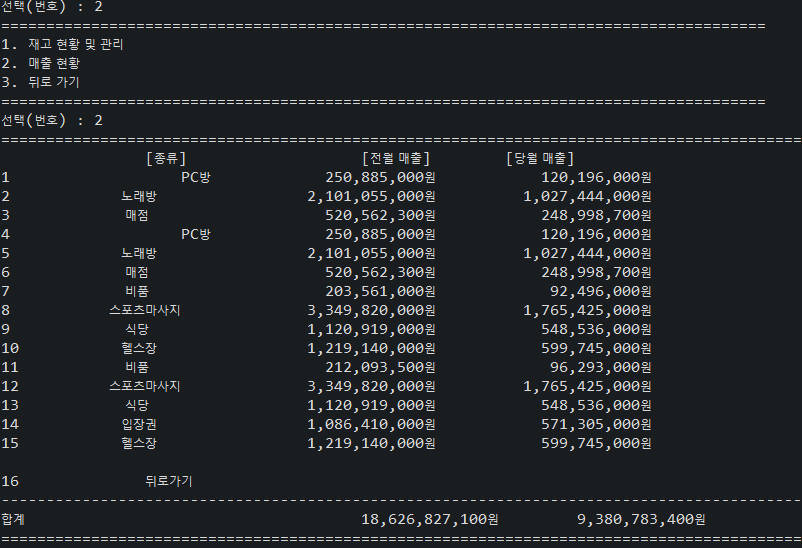 선택(번호) : 2
=====================================================================================
1. 재고 현황 및 관리
2. 매출 현황
3. 뒤로 가기
=====================================================================================
선택(번호) : 2
=========================================================================================
[종류] [전월 매출] [당월 매출]
1 PC방 250,885,000원 120,196,000원
2 노래방 2,101,055,000원 1,027,444,000원
3 매점 520,562,300원 248,998,700원
4 PC방 250,885,000원 120,196,000원
5 노래방 2,101,055,000원 1,027,444,000원
6 매점 520,562,300원 248,998,700원
7 비품 203,561,000원 92,496,000원
8 스포츠마사지 3,349,820,000원 1,765,425,000원
9 식당 1,120,919,000원 548,536,000원
10 헬스장 1,219,140,000원 599,745,000원
11 비품 212,093,500원 96,293,000원
12 스포츠마사지 3,349,820,000원 1,765,425,000원
13 식당 1,120,919,000원 548,536,000원
14 입장권 1,086,410,000원 571,305,000원
15 헬스장 1,219,140,000원 599,745,000원
16 뒤로가기
-----------------------------------------------------------------------------------------
합계 18,626,827,100원 9,380,783,400원
=========================================================================================